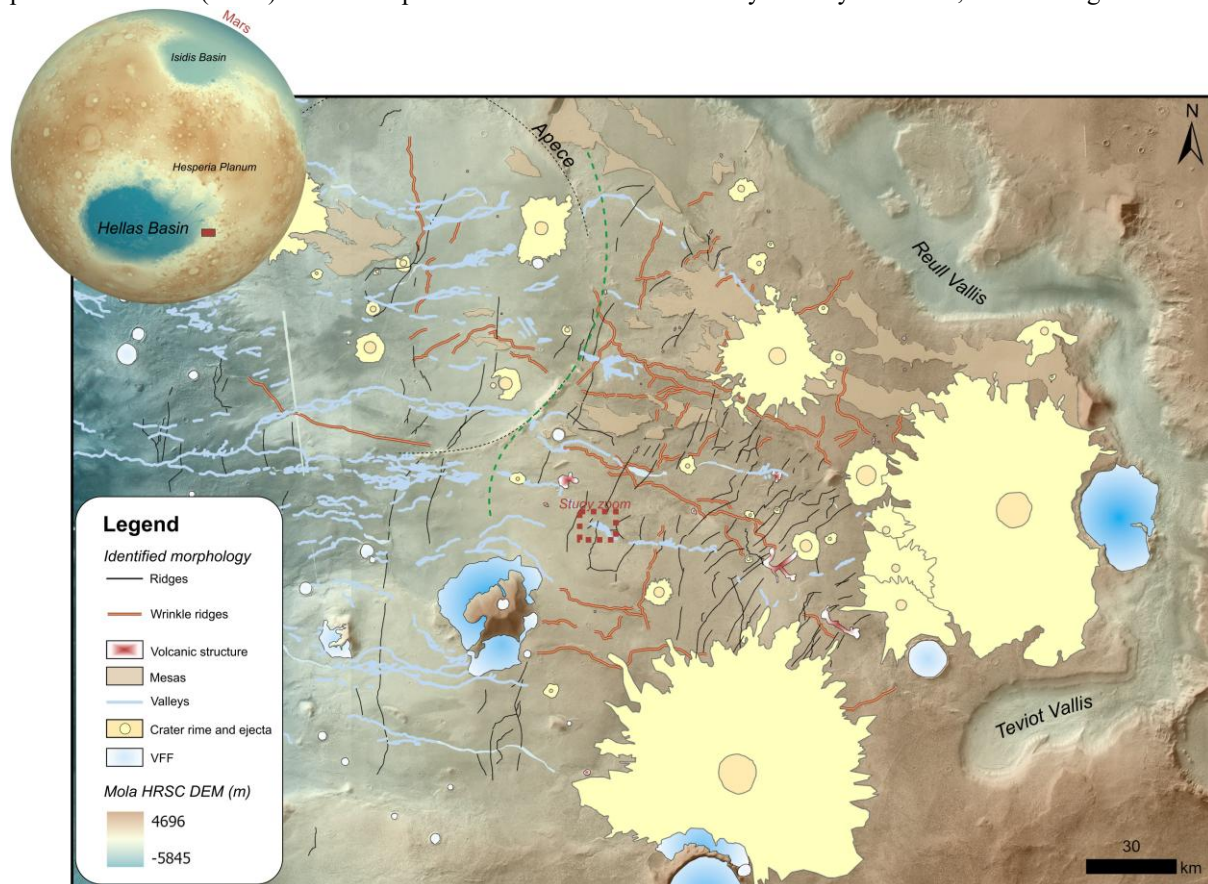 Mars
Isidis Basin
Hesperia Planum
Hellas Basin
Apece
N
Reull Vallis
Study zoom
Teviot Vallis
Legend
Identified morphology
Ridges
Wrinkle ridges
Volcanic structure
Mesas
Valleys
Crater rime and ejecta
VFF
Mola HRSC DEM (m)
4696
-5845
30
km